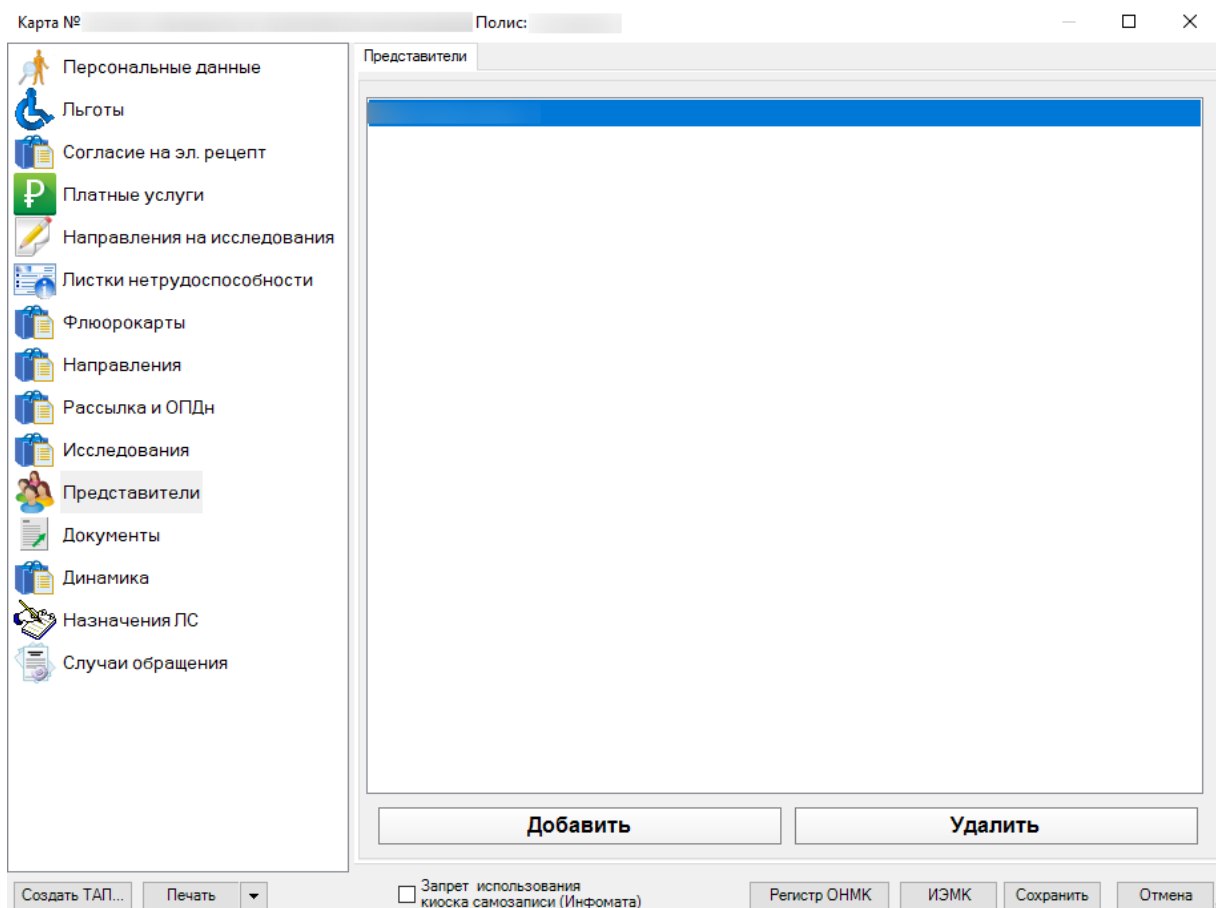 Карта №
Полис:
Персональные данные
Льготы
Согласие на эл. рецепт
Платные услуги
Направления на исследования
Листки нетрудоспособности
Флюорокарты
Направления
Рассылка и ОПДн
Исследования
Представители
Документы
Динамика
Назначения ЛС
Случаи обращения
Представители
Добавить
Удалить
Создать ТАП...
Печать
Запрет использования
киоска самозаписи (Инфомата)
Регистр ОНМК
ИЭМК
Сохранить
Отмена